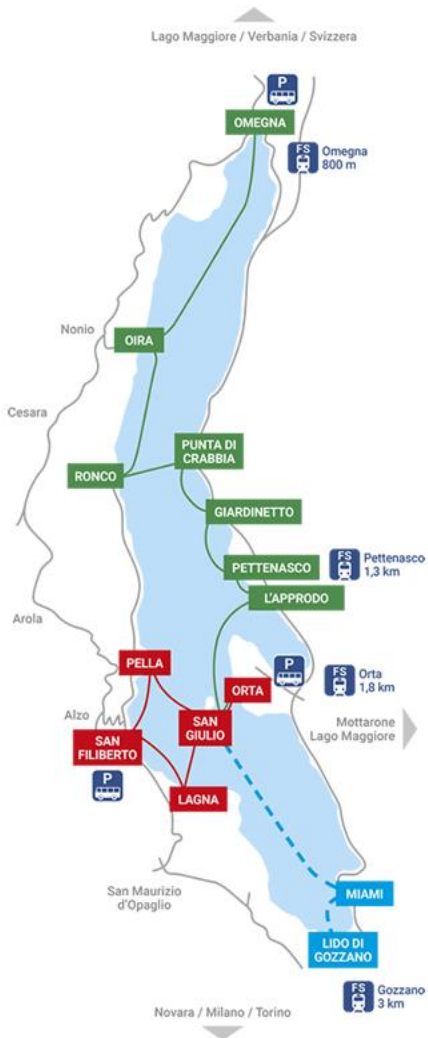 Lago Maggiore / Verbania / Svizzera
P
OMEGNA
FS
Omegna
800 m
Nonio
OIRA
Cesara
PUNTA DI
CRABBIA
RONCO
GIARDINETTO
PETTENASCO
FS
Pettenasco
1,3 km
L'APPRODO
Arola
PELLA
P
FS
Orta
1,8 km
ORTA
Alzo
SAN
GIULIO
Mottarone
Lago Maggiore
SAN
FILIBERTO
P
LAGNA
San Maurizio
d'Opaglio
MIAMI
LIDO DI
GOZZANO
FS
Gozzano
3 km
Novara / Milano / Torino